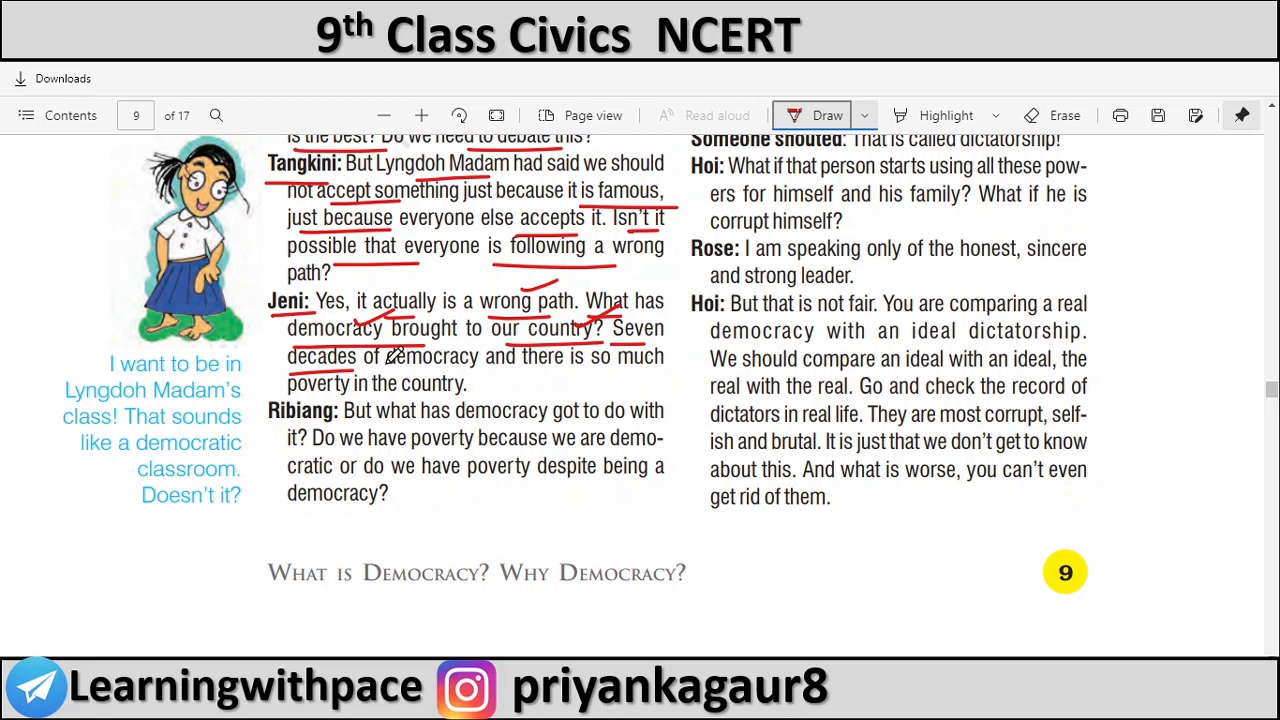 9th Class Civics NCERT
Downloads
Contents
9
of 17
Page view
Read aloud
Draw
Highlight
Erase
is the best? Do we need to debate this?
Tangkini: But Lyngdoh Madam had said we should
not accept something just because it is famous,
just because everyone else accepts it. Isn't it
possible that everyone is following a wrong
path?
Jeni: Yes, it actually is a wrong path. What has
democracy brought to our country? Seven
decades of democracy and there is so much
poverty in the country.
Ribiang: But what has democracy got to do with
it? Do we have poverty because we are demo-
cratic or do we have poverty despite being a
democracy?
I want to be in
Lyngdoh Madam's
class! That sounds
like a democratic
classroom.
Doesn't it?
Someone shouted: That is called dictatorship!
Hoi: What if that person starts using all these pow-
ers for himself and his family? What if he is
corrupt himself?
Rose: I am speaking only of the honest, sincere
and strong leader.
Hoi: But that is not fair. You are comparing a real
democracy with an ideal dictatorship.
We should compare an ideal with an ideal, the
real with the real. Go and check the record of
dictators in real life. They are most corrupt, self-
ish and brutal. It is just that we don't get to know
about this. And what is worse, you can't even
get rid of them.
What is Democracy? Why Democracy?
9
Learningwithpace
priyankagaur8